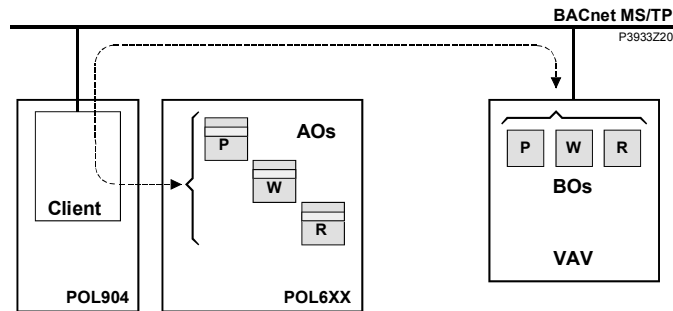 BACnet MS/TP
P3933Z20
AOs
P
W
R
Client
P W R
BOs
VAV
POL904
POL6XX